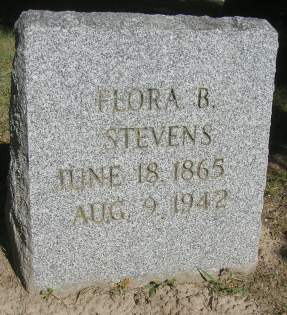 FLORA B.
STEVENS
JUNE 18. 1865
AUG. 9. 1942